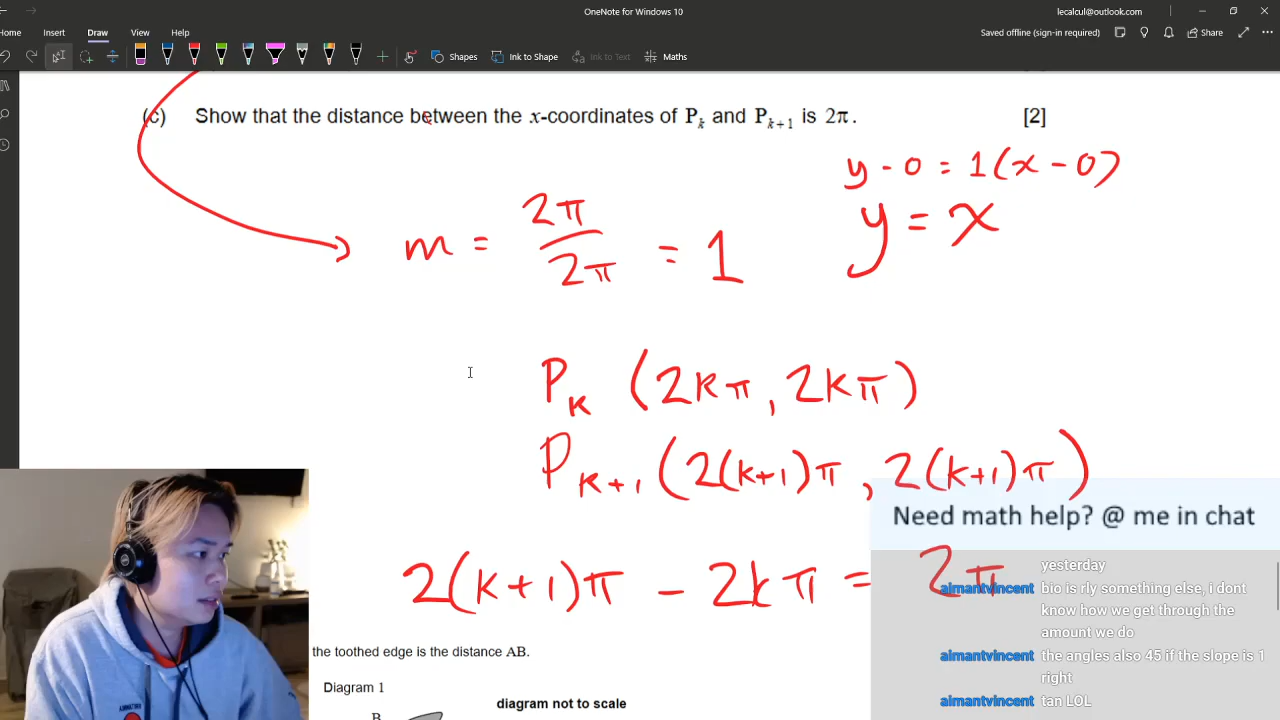 OneNote for Windows 10
lecalcul@outlook.com
Home Insert Draw View Help
Saved offline (sign-in required)
Share
Shapes Ink to Shape Ink to Text Maths
(c) Show that the distance between the x-coordinates of Pₖ and Pₖ₊₁ is 2π. [2]
y - 0 = 1(x - 0)
m = 2π/2π = 1
y = x
Pₖ (2kπ, 2kπ)
Pₖ₊₁ (2(k+1)π, 2(k+1)π)
Need math help? @ me in chat
2(k+1)π - 2kπ = 2π
yesterday
aimantvincent bio is rly something else, i dont
know how we get through the
amount we do
aimantvincent the angles also 45 if the slope is 1
right
aimantvincent tan LOL
the toothed edge is the distance AB.
Diagram 1
diagram not to scale
B